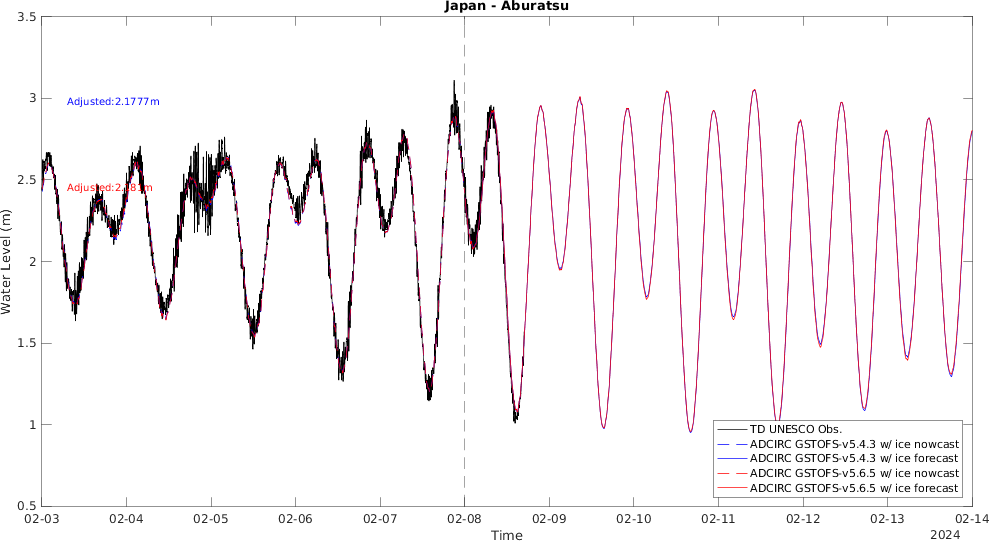 Japan - Aburatsu
3.5
3
2.5
2
1.5
1
0.5
Water Level (m)
Adjusted:2.1777m
TD UNESCO Obs.
ADCIRC GSTOFS-v5.4.3 w/ ice nowcast
ADCIRC GSTOFS-v5.4.3 w/ ice forecast
ADCIRC GSTOFS-v5.6.5 w/ ice nowcast
ADCIRC GSTOFS-v5.6.5 w/ ice forecast
02-03 02-04 02-05 02-06 02-07 02-08 02-09 02-10 02-11 02-12 02-13 02-14
Time
2024